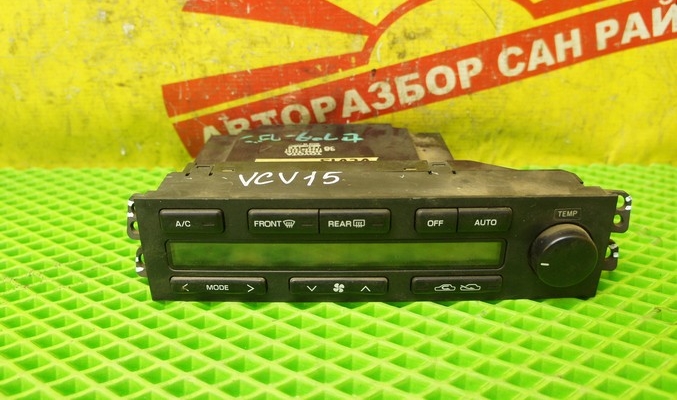 АВТОРАЗБОР САН РАЙ
VCV15
A/C
FRONT
REAR
OFF
AUTO
TEMP
< MODE >